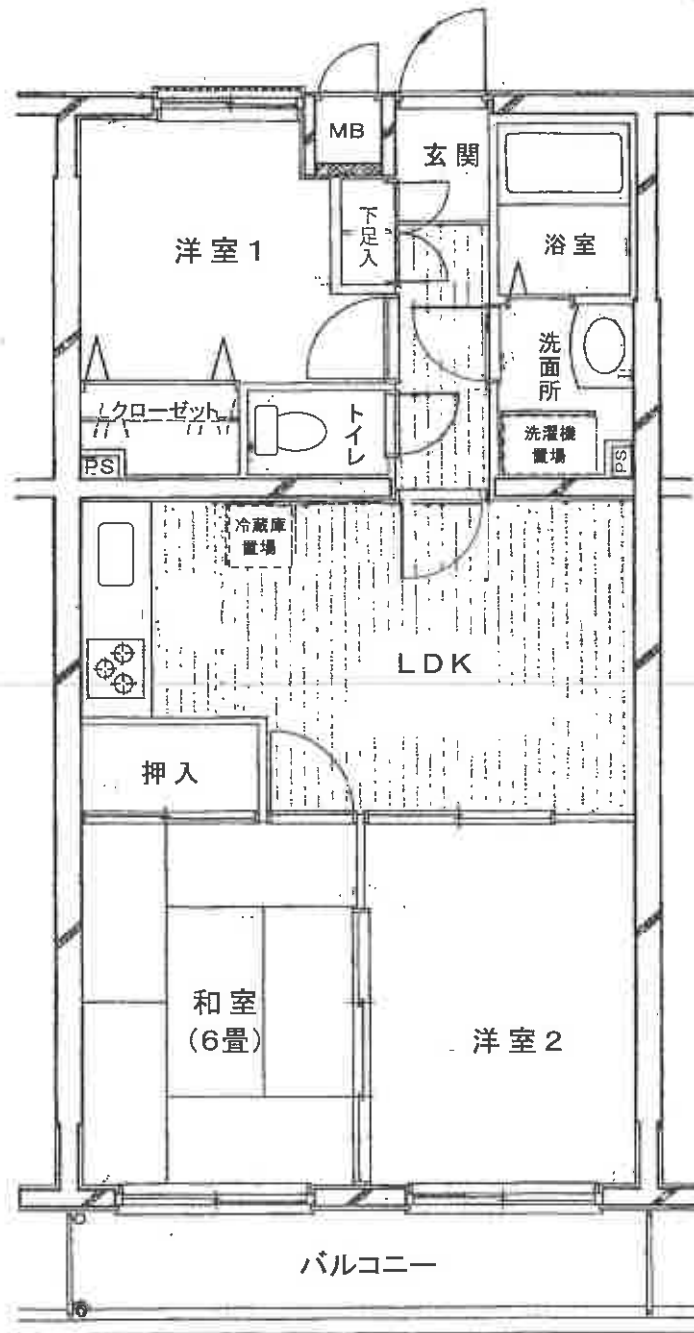 MB
玄関
下足入
洋室1
浴室
洗面所
クローゼット
トイレ
洗濯機
置場
PS
PS
冷蔵庫
置場
LDK
押入
和室
(6畳)
洋室2
バルコニー